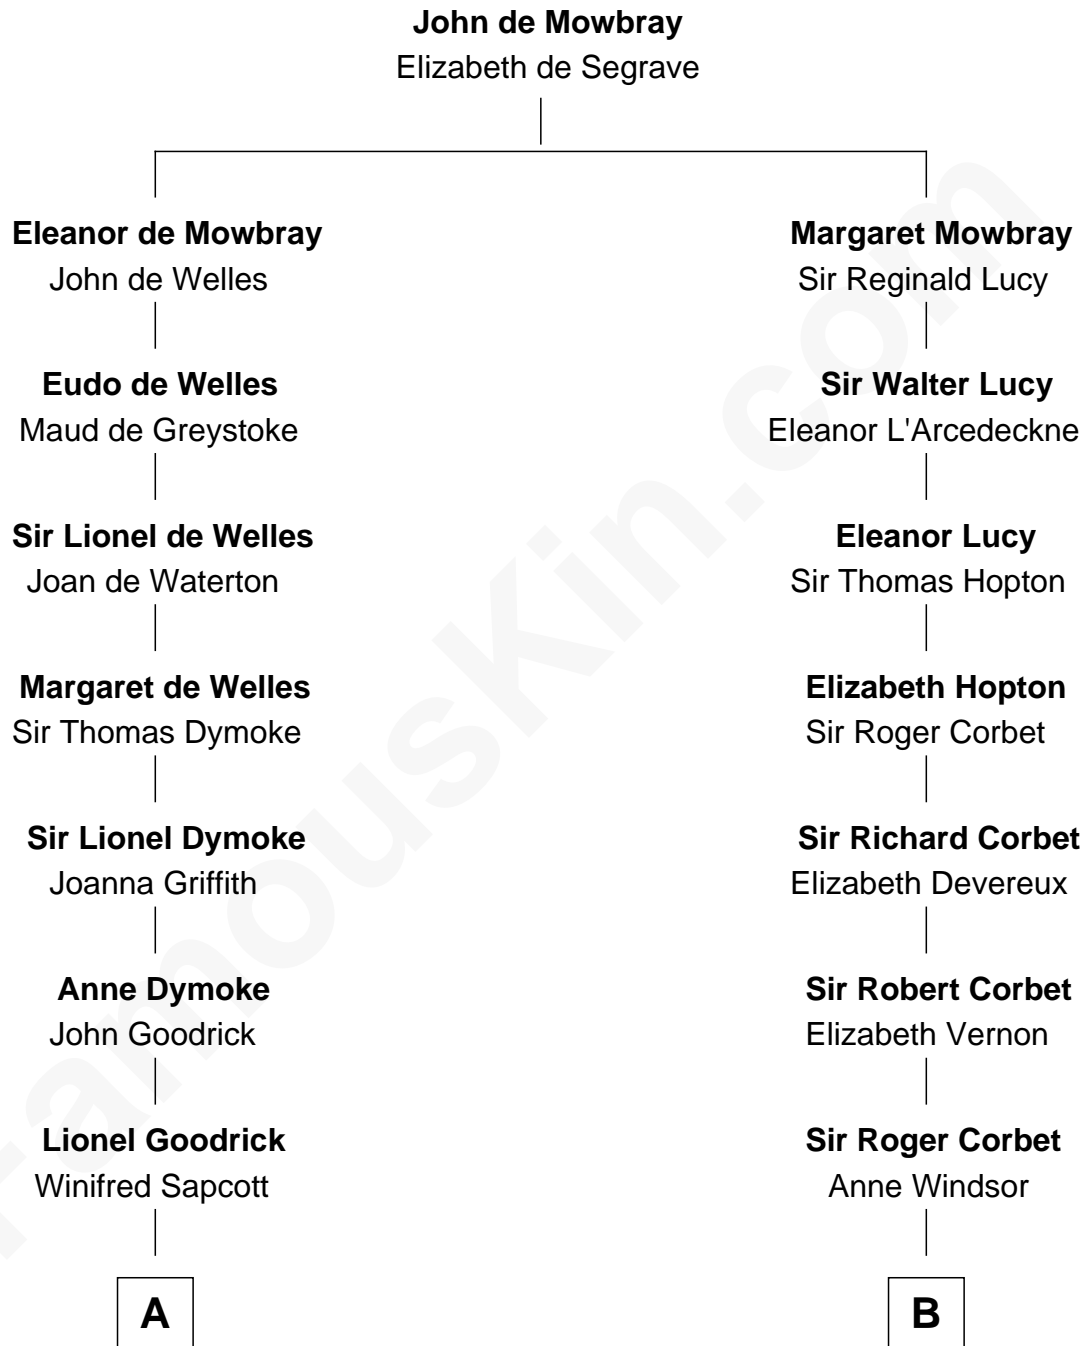 John de Mowbray
Elizabeth de Segrave
Eleanor de Mowbray
John de Welles
Margaret Mowbray
Sir Reginald Lucy
Eudo de Welles
Maud de Greystoke
Sir Walter Lucy
Eleanor L'Arcedeckne
Sir Lionel de Welles
Joan de Waterton
Eleanor Lucy
Sir Thomas Hopton
Margaret de Welles
Sir Thomas Dymoke
Elizabeth Hopton
Sir Roger Corbet
Sir Lionel Dymoke
Joanna Griffith
Sir Richard Corbet
Elizabeth Devereux
Anne Dymoke
John Goodrick
Sir Robert Corbet
Elizabeth Vernon
Lionel Goodrick
Winifred Sapcott
Sir Roger Corbet
Anne Windsor
A
B
FamousKin.com